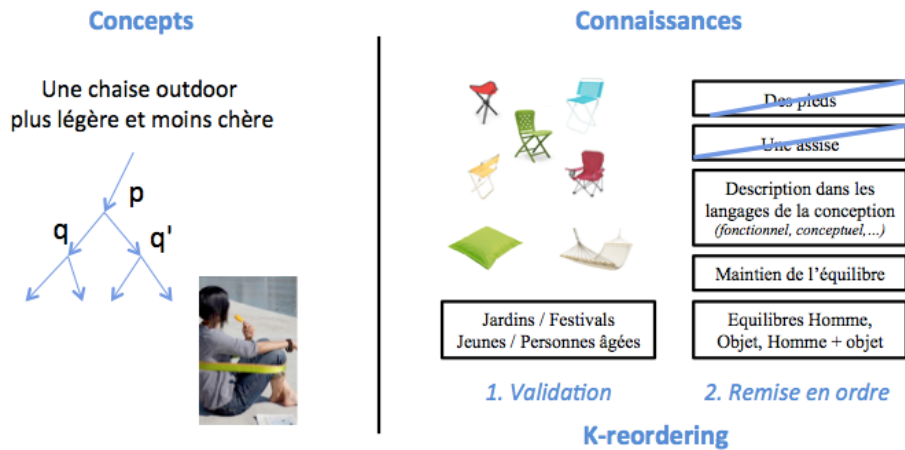 Concepts
Une chaise outdoor
plus légère et moins chère
p
q
q'
Connaissances
Des pieds
Une assise
Description dans les
langages de la conception
(fonctionnel, conceptuel,...)
Maintien de l'équilibre
Jardins / Festivals
Jeunes / Personnes âgées
Equilibres Homme,
Objet, Homme + objet
1. Validation
2. Remise en ordre
K-reordering